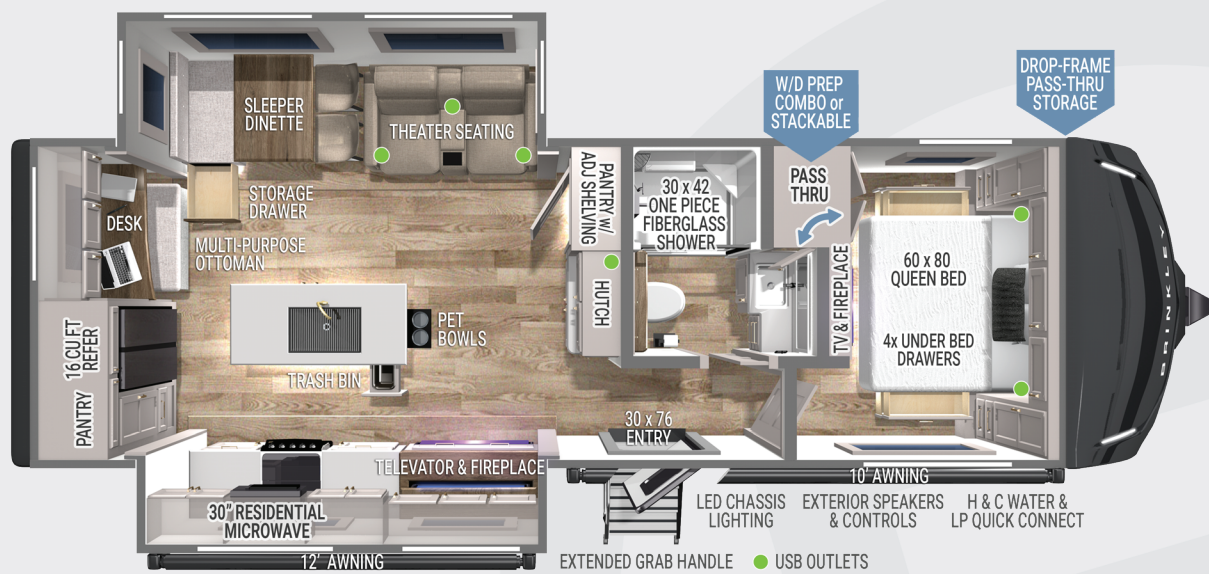 DROP-FRAME
PASS-THRU
STORAGE
W/D PREP
COMBO or
STACKABLE
SLEEPER
DINETTE
THEATER SEATING
PANTRY w/
ADJ SHELVING
30 x 42
ONE PIECE
FIBERGLASS
SHOWER
PASS
THRU
DESK
STORAGE
DRAWER
MULTI-PURPOSE
OTTOMAN
HUTCH
TV & FIREPLACE
60 x 80
QUEEN BED
4x UNDER BED
DRAWERS
BRINKLEY
PET
BOWLS
TRASH BIN
16 CU FT
REFER
PANTRY
30 x 76
ENTRY
TELEVATOR & FIREPLACE
30" RESIDENTIAL
MICROWAVE
12' AWNING
10' AWNING
LED CHASSIS
LIGHTING
EXTERIOR SPEAKERS
& CONTROLS
H & C WATER &
LP QUICK CONNECT
EXTENDED GRAB HANDLE
USB OUTLETS